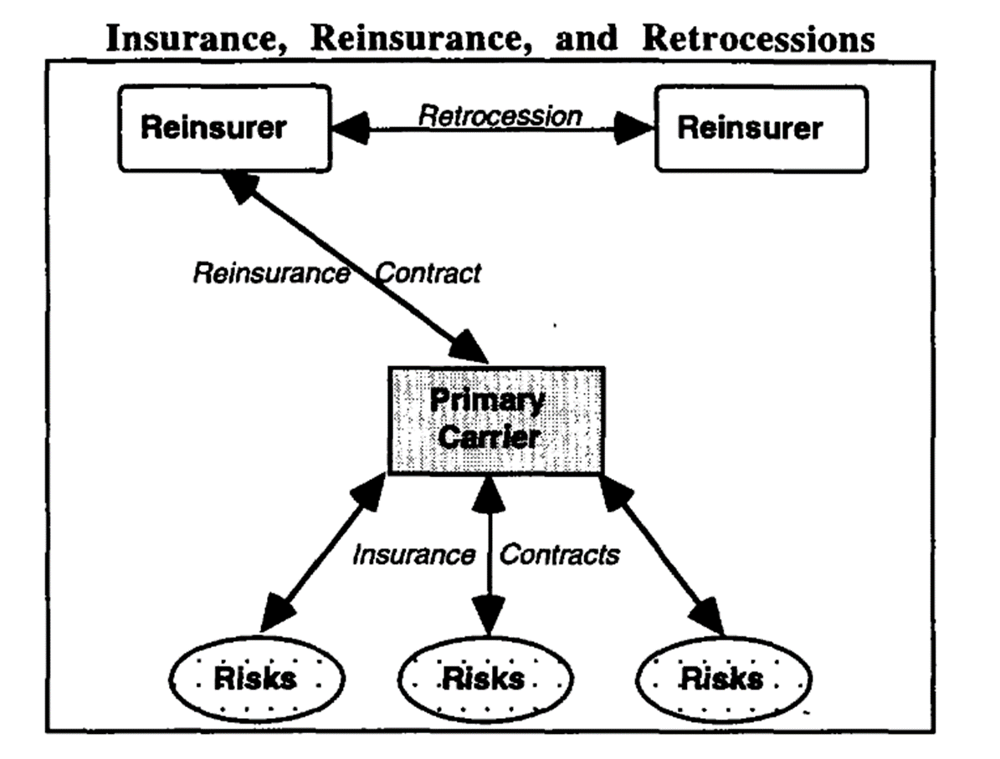 Insurance, Reinsurance, and Retrocessions
Reinsurer
Retrocession
Reinsurer
Reinsurance Contract
Primary
Carrier
Insurance Contracts
Risks
Risks
Risks